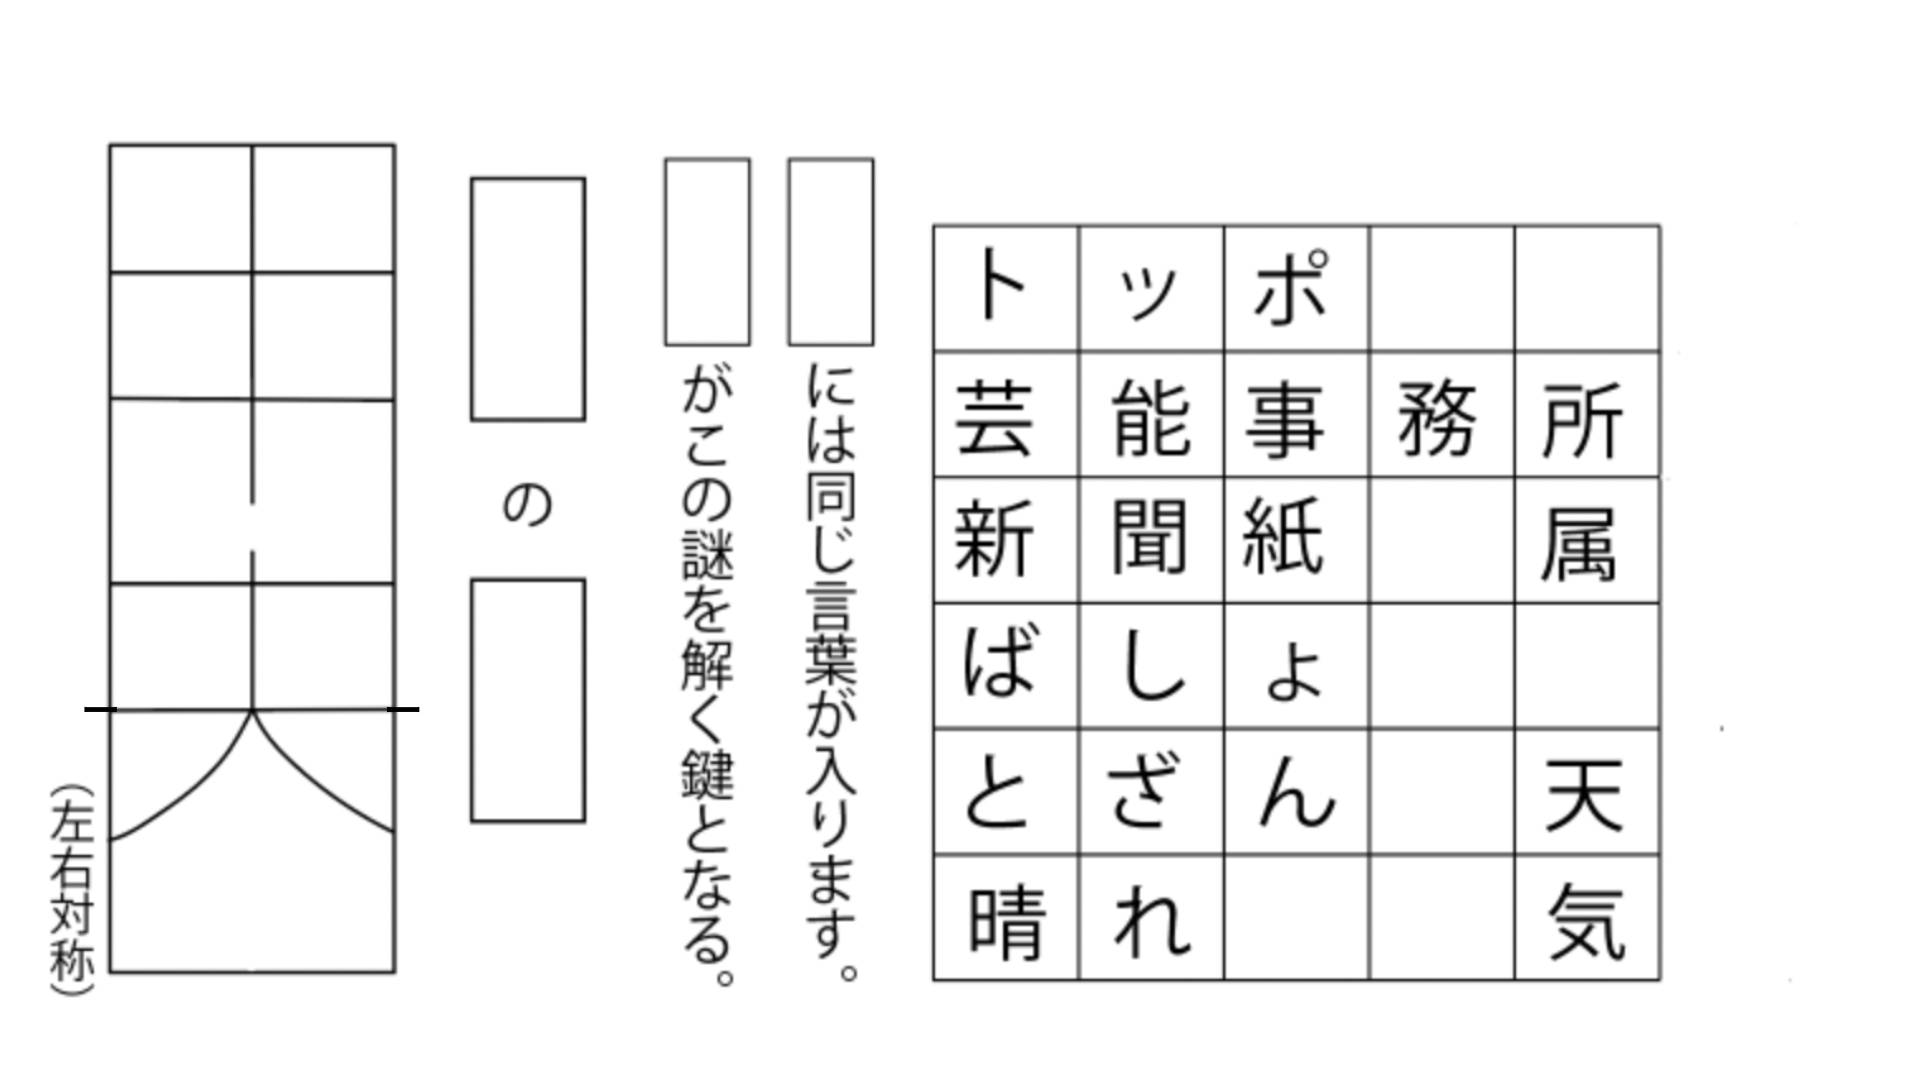 トッポ
芸能事務所
新聞紙 属
ばしょ
とざん 天
晴れ 気
には同じ言葉が入ります。
がこの謎を解く鍵となる。
の
（左右対称）